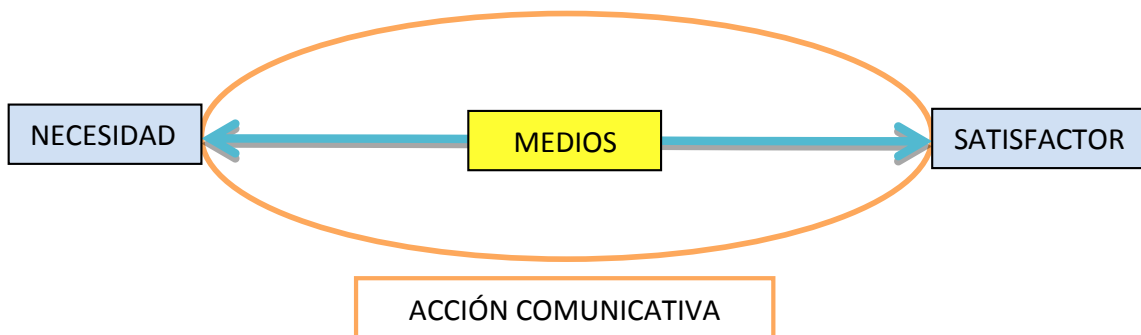 NECESIDAD
MEDIOS
SATISFACTOR
ACCIÓN COMUNICATIVA